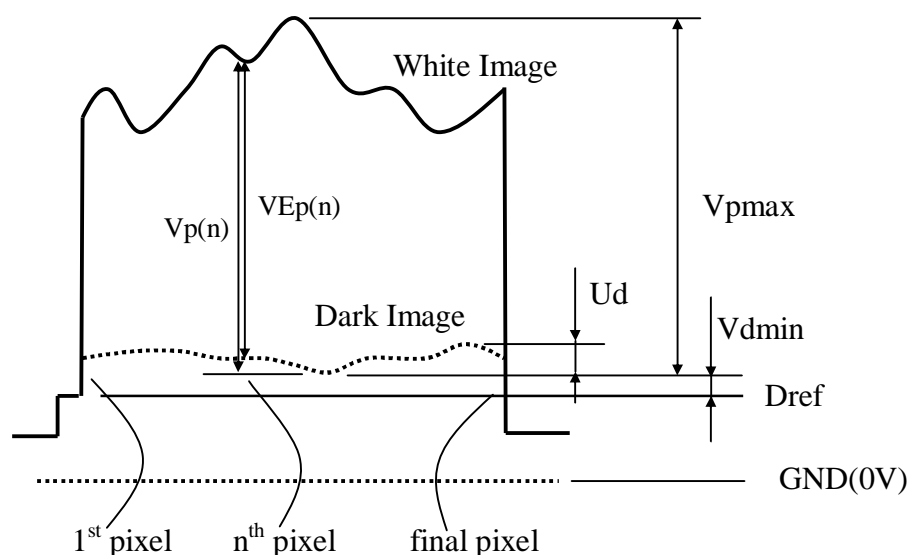 White Image
Vpmax
VEp(n)
Vp(n)
Ud
Dark Image
Vdmin
Dref
GND(0V)
1st pixel
nth pixel
final pixel